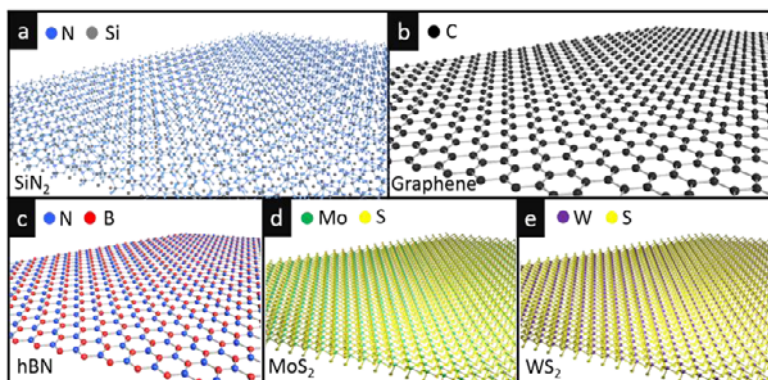 a N Si
SiN₂
b C
Graphene
c N B
hBN
d Mo S
MoS₂
e W S
WS₂